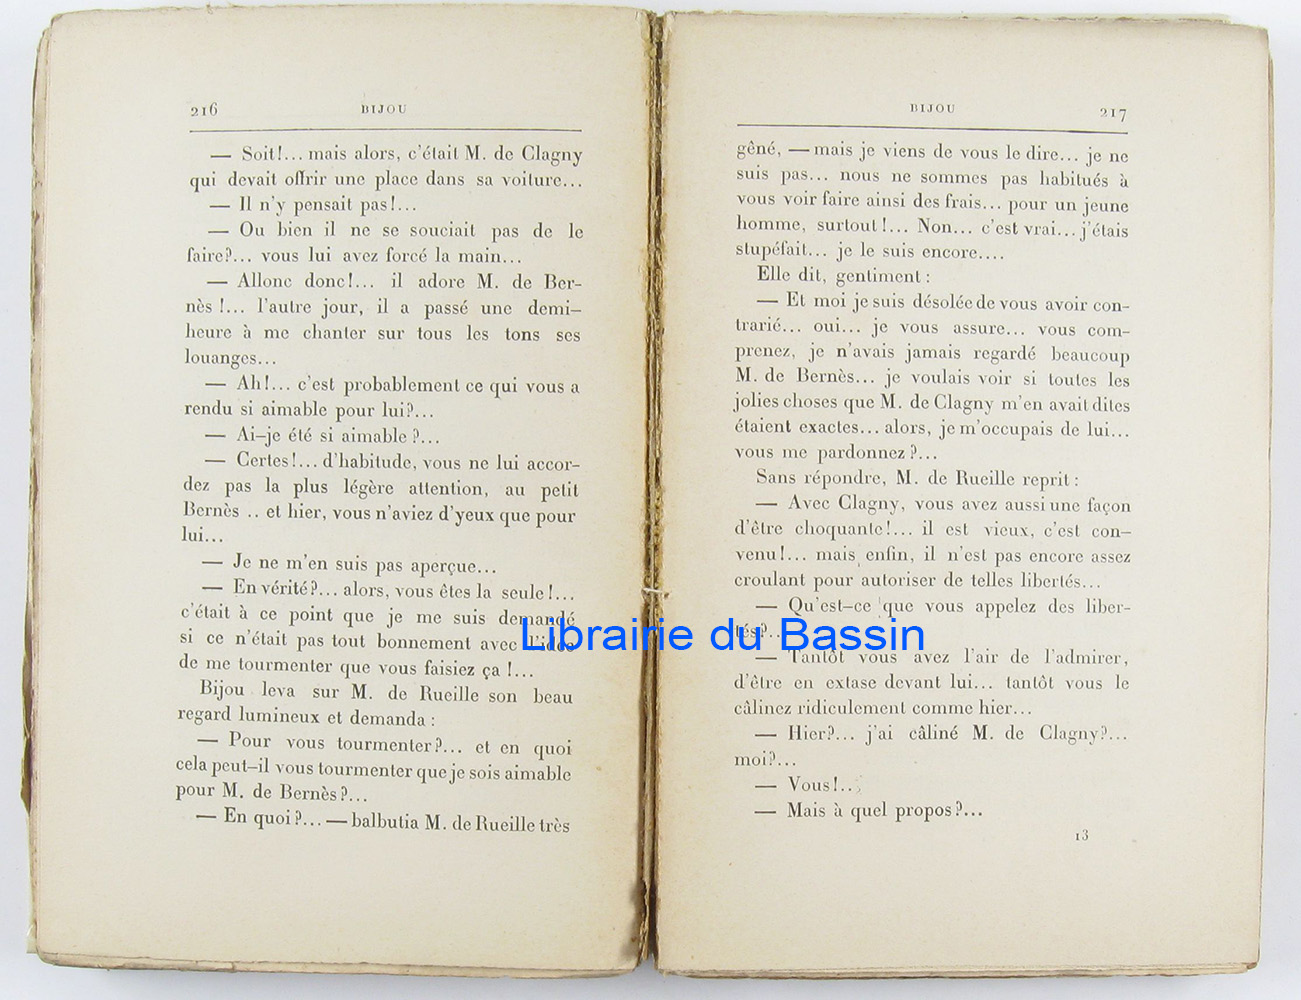 216 BIJOU
— Soit!... mais alors, c'était M. de Clagny
qui devait offrir une place dans sa voiture...
— Il n'y pensait pas!...
— Ou bien il ne se souciait pas de le
faire?... vous lui avez forcé la main...
— Allonc donc!... il adore M. de Ber-
nès!... l'autre jour, il a passé une demi-
heure à me chanter sur tous les tons ses
louanges...
— Ah!... c'est probablement ce qui vous a
rendu si aimable pour lui?...
— Ai-je été si aimable?...
— Certes!... d'habitude, vous ne lui accor-
dez pas la plus légère attention, au petit
Bernès .. et hier, vous n'aviez d'yeux que pour
lui...
— Je ne m'en suis pas aperçue...
— En vérité?... alors, vous êtes la seule!...
c'était à ce point que je me suis demandé
si ce n'était pas tout bonnement avec l'idée
de me tourmenter que vous faisiez ça!...
Bijou leva sur M. de Rueille son beau
regard lumineux et demanda :
— Pour vous tourmenter?... et en quoi
cela peut-il vous tourmenter que je sois aimable
pour M. de Bernès?...
— En quoi?... — balbutia M. de Rueille très
BIJOU 217
gêné, — mais je viens de vous le dire... je ne
suis pas... nous ne sommes pas habitués à
vous voir faire ainsi des frais... pour un jeune
homme, surtout!... Non... c'est vrai... j'étais
stupéfait... je le suis encore....
Elle dit, gentiment :
— Et moi je suis désolée de vous avoir con-
trarié... oui... je vous assure... vous com-
prenez, je n'avais jamais regardé beaucoup
M. de Bernès... je voulais voir si toutes les
jolies choses que M. de Clagny m'en avait dites
étaient exactes... alors, je m'occupais de lui...
vous me pardonnez?...
Sans répondre, M. de Rueille reprit :
— Avec Clagny, vous avez aussi une façon
d'être choquante!... il est vieux, c'est con-
venu!... mais, enfin, il n'est pas encore assez
croulant pour autoriser de telles libertés...
— Qu'est-ce que vous appelez des liber-
tés?...
— Tantôt vous avez l'air de l'admirer,
d'être en extase devant lui... tantôt vous le
câlinez ridiculement comme hier...
— Hier?... j'ai câliné M. de Clagny?...
moi?...
— Vous!...
— Mais à quel propos?...
13
Librairie du Bassin